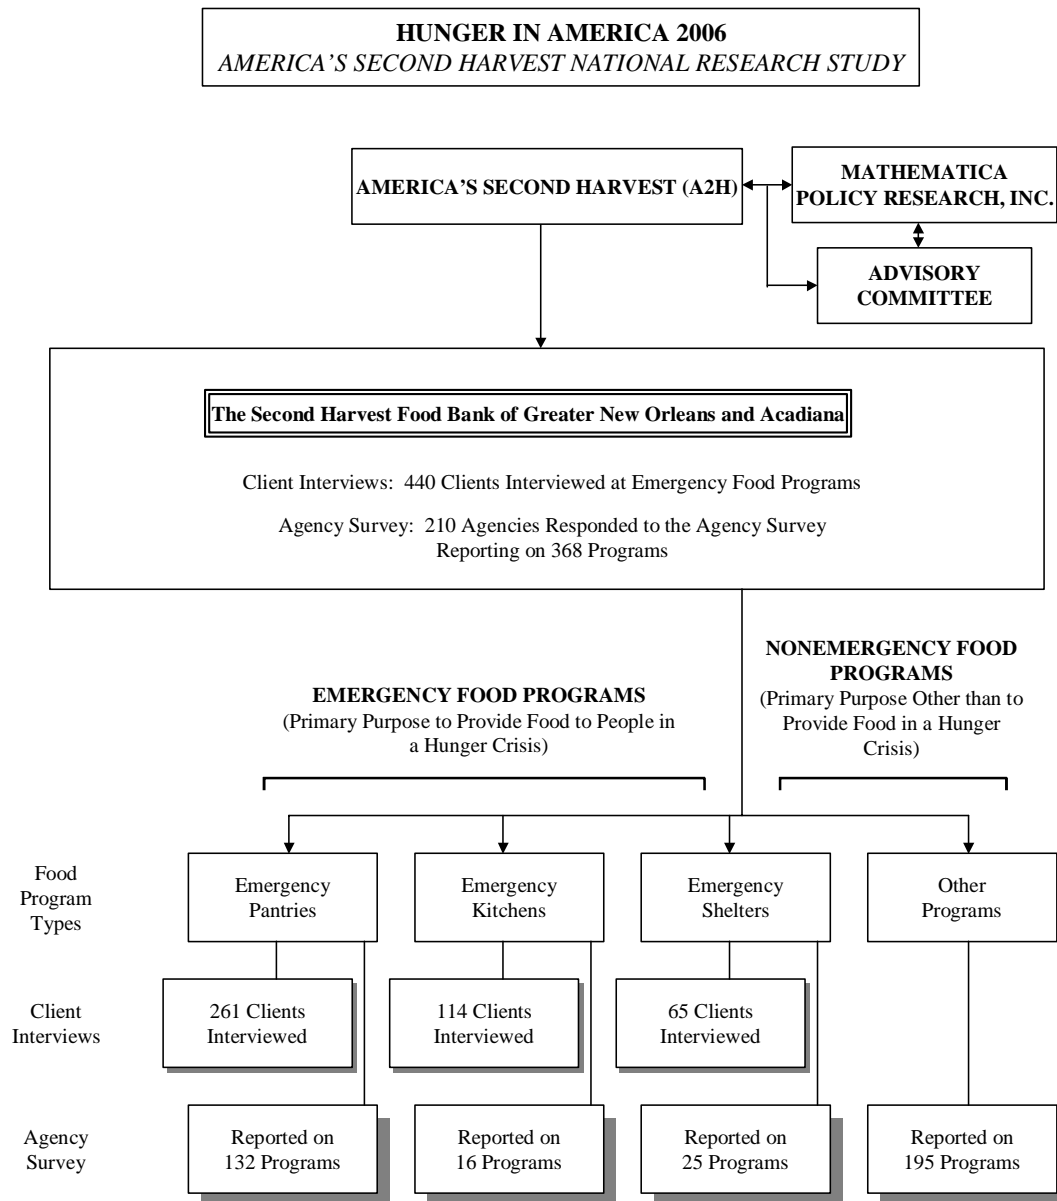 HUNGER IN AMERICA 2006
AMERICA'S SECOND HARVEST NATIONAL RESEARCH STUDY
AMERICA'S SECOND HARVEST (A2H)
MATHEMATICA
POLICY RESEARCH, INC.
ADVISORY
COMMITTEE
The Second Harvest Food Bank of Greater New Orleans and Acadiana
Client Interviews: 440 Clients Interviewed at Emergency Food Programs
Agency Survey: 210 Agencies Responded to the Agency Survey
Reporting on 368 Programs
EMERGENCY FOOD PROGRAMS
(Primary Purpose to Provide Food to People in
a Hunger Crisis)
NONEMERGENCY FOOD
PROGRAMS
(Primary Purpose Other than to
Provide Food in a Hunger
Crisis)
Food
Program
Types
Emergency
Pantries
Emergency
Kitchens
Emergency
Shelters
Other
Programs
Client
Interviews
261 Clients
Interviewed
114 Clients
Interviewed
65 Clients
Interviewed
Agency
Survey
Reported on
132 Programs
Reported on
16 Programs
Reported on
25 Programs
Reported on
195 Programs